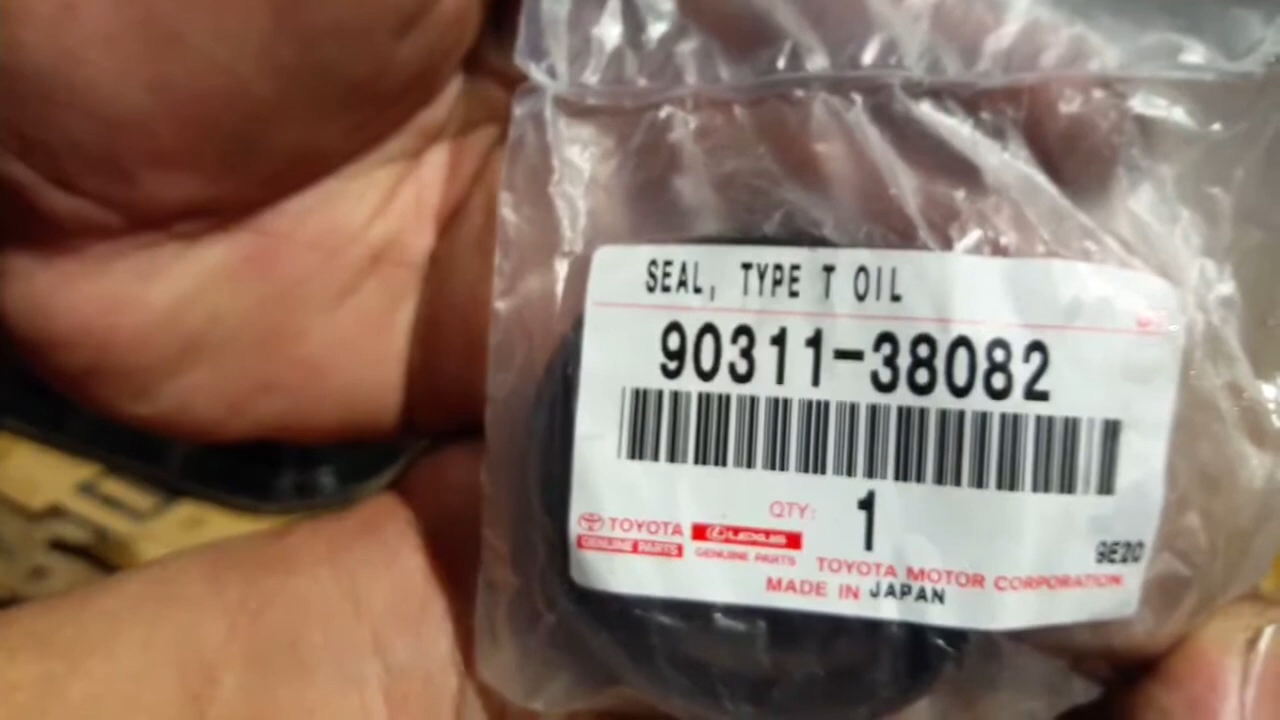 SEAL, TYPE T OIL
90311-38082
QTY: 1
TOYOTA LEXUS
GENUINE PARTS GENUINE PARTS
9E20
TOYOTA MOTOR CORPORATION
MADE IN JAPAN